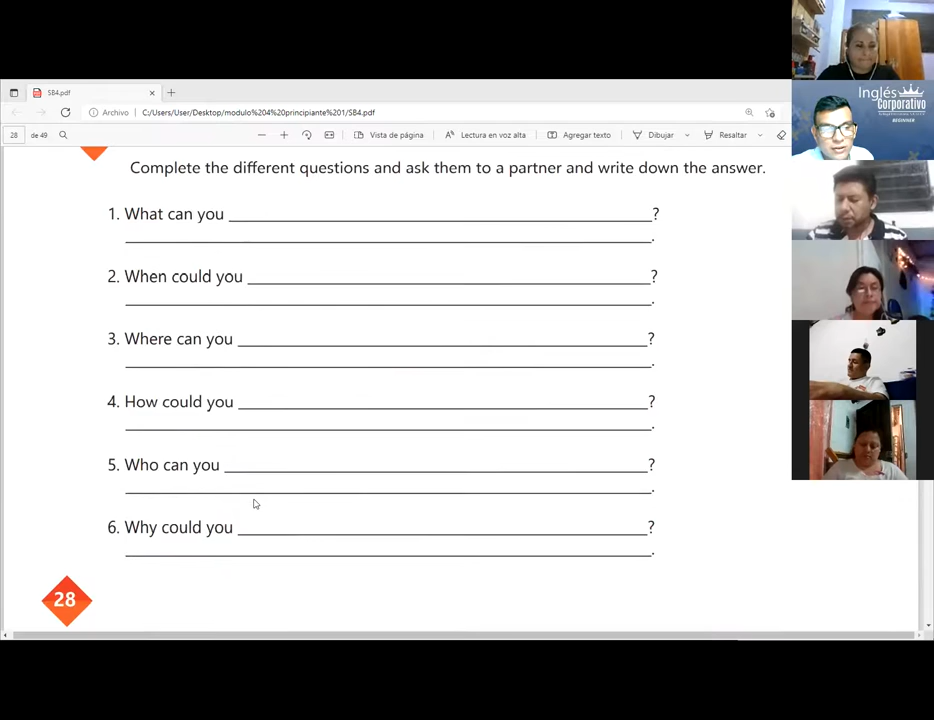 SB4.pdf
Archivo
C:/Users/User/Desktop/modulo%204%20principiante%201/SB4.pdf
28 de 49
Vista de página
Lectura en voz alta
Agregar texto
Dibujar
Resaltar
Inglés
Corporativo
BEGINNER
Complete the different questions and ask them to a partner and write down the answer.
1. What can you ?
.
2. When could you ?
.
3. Where can you ?
.
4. How could you ?
.
5. Who can you ?
.
6. Why could you ?
.
28